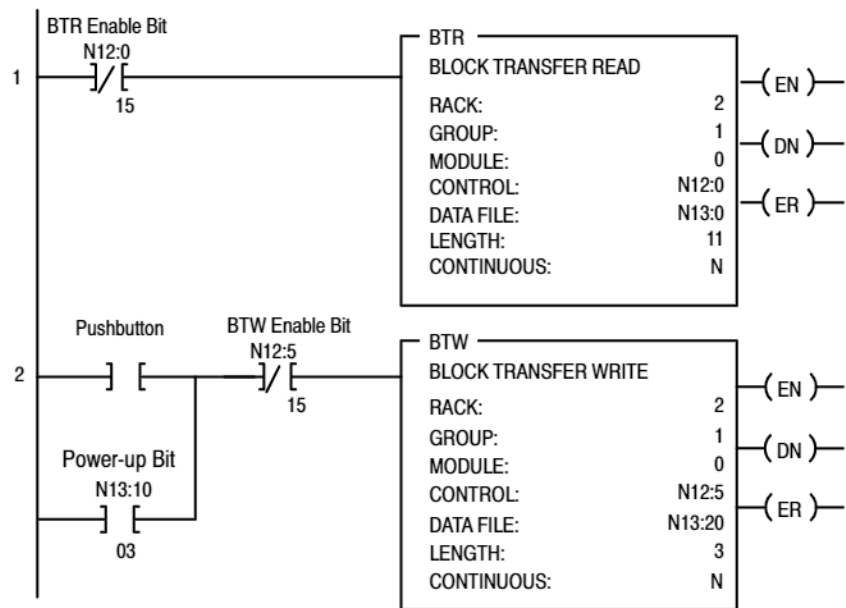 BTR Enable Bit
N12:0
1
15
BTR
BLOCK TRANSFER READ
RACK: 2
GROUP: 1
MODULE: 0
CONTROL: N12:0
DATA FILE: N13:0
LENGTH: 11
CONTINUOUS: N
EN
DN
ER
Pushbutton
BTW Enable Bit
N12:5
2
15
Power-up Bit
N13:10
03
BTW
BLOCK TRANSFER WRITE
RACK: 2
GROUP: 1
MODULE: 0
CONTROL: N12:5
DATA FILE: N13:20
LENGTH: 3
CONTINUOUS: N
EN
DN
ER